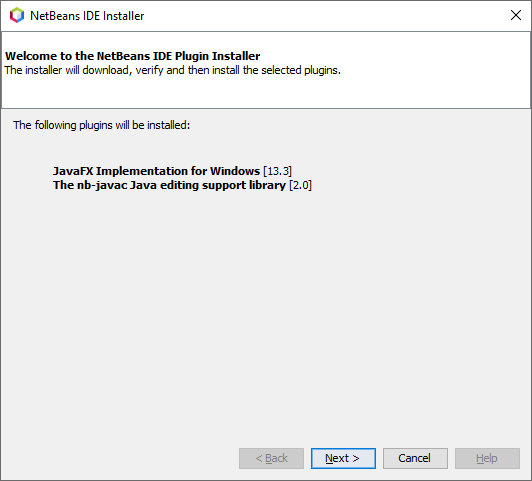 NetBeans IDE Installer
Welcome to the NetBeans IDE Plugin Installer
The installer will download, verify and then install the selected plugins.
The following plugins will be installed:
JavaFX Implementation for Windows [13.3]
The nb-javac Java editing support library [2.0]
< Back Next > Cancel Help